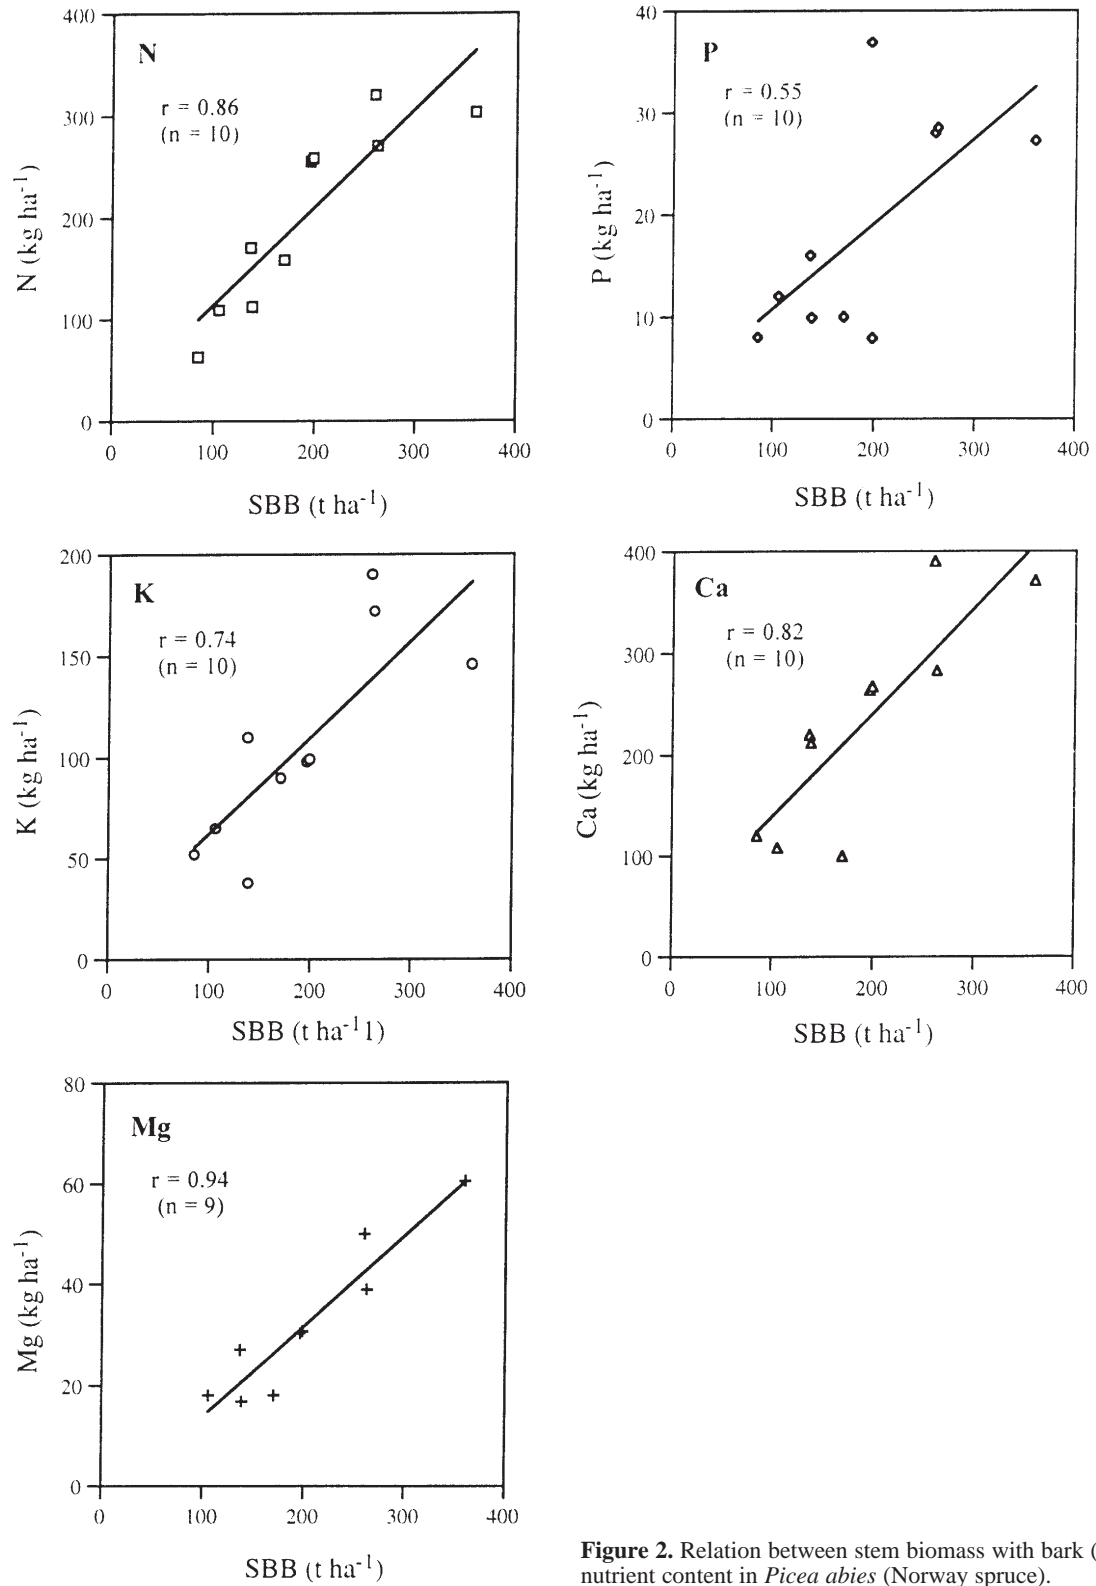 N
r = 0.86
(n = 10)
400
300
200
100
0
N (kg ha⁻¹)
0 100 200 300 400
SBB (t ha⁻¹)
P
r = 0.55
(n = 10)
40
30
20
10
0
P (kg ha⁻¹)
0 100 200 300 400
SBB (t ha⁻¹)
K
r = 0.74
(n = 10)
200
150
100
50
0
K (kg ha⁻¹)
0 100 200 300 400
SBB (t ha⁻¹1)
Ca
r = 0.82
(n = 10)
400
300
200
100
0
Ca (kg ha⁻¹)
0 100 200 300 400
SBB (t ha⁻¹)
Mg
r = 0.94
(n = 9)
80
60
40
20
0
Mg (kg ha⁻¹)
0 100 200 300 400
SBB (t ha⁻¹)
Figure 2. Relation between stem biomass with bark (
nutrient content in Picea abies (Norway spruce).